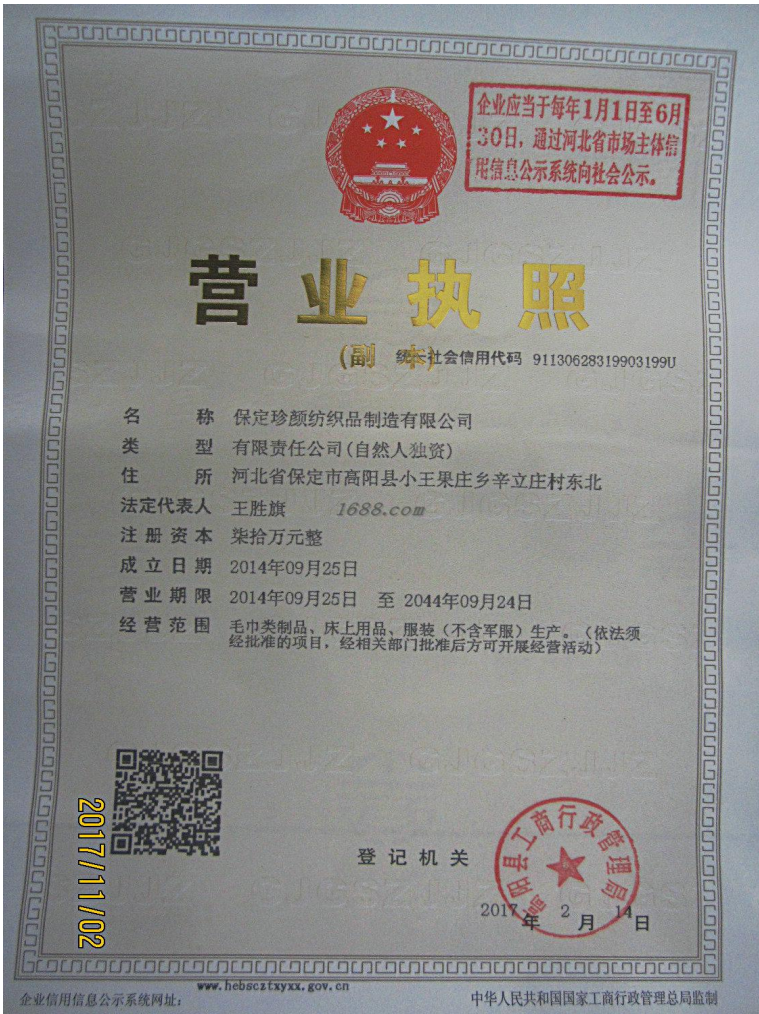 企业应当于每年1月1日至6月
30日，通过河北省市场主体信
用信息公示系统向社会公示。
营业执照
(副 本)
统一社会信用代码 91130628319903199U
名称 保定珍颜纺织品制造有限公司
类型 有限责任公司(自然人独资)
住所 河北省保定市高阳县小王果庄乡辛立庄村东北
法定代表人 王胜旗
1688.com
注册资本 柒拾万元整
成立日期 2014年09月25日
营业期限 2014年09月25日 至 2044年09月24日
经营范围 毛巾类制品、床上用品、服装（不含军服）生产。（依法须
经批准的项目，经相关部门批准后方可开展经营活动）
2017/11/02
登记机关
高阳县工商行政管理局
2017年2月14日
企业信用信息公示系统网址：
www.hebscztxyxx.gov.cn
中华人民共和国国家工商行政管理总局监制